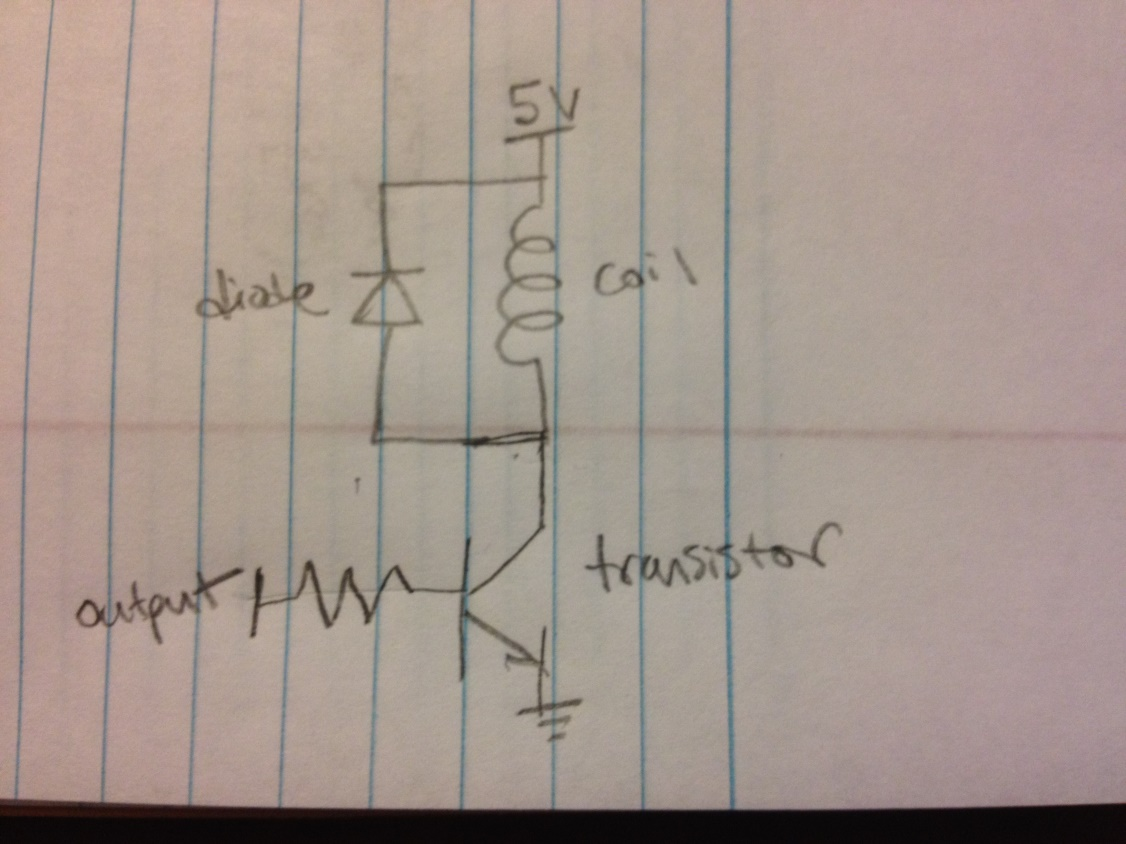 5V
diode
coil
transistor
output